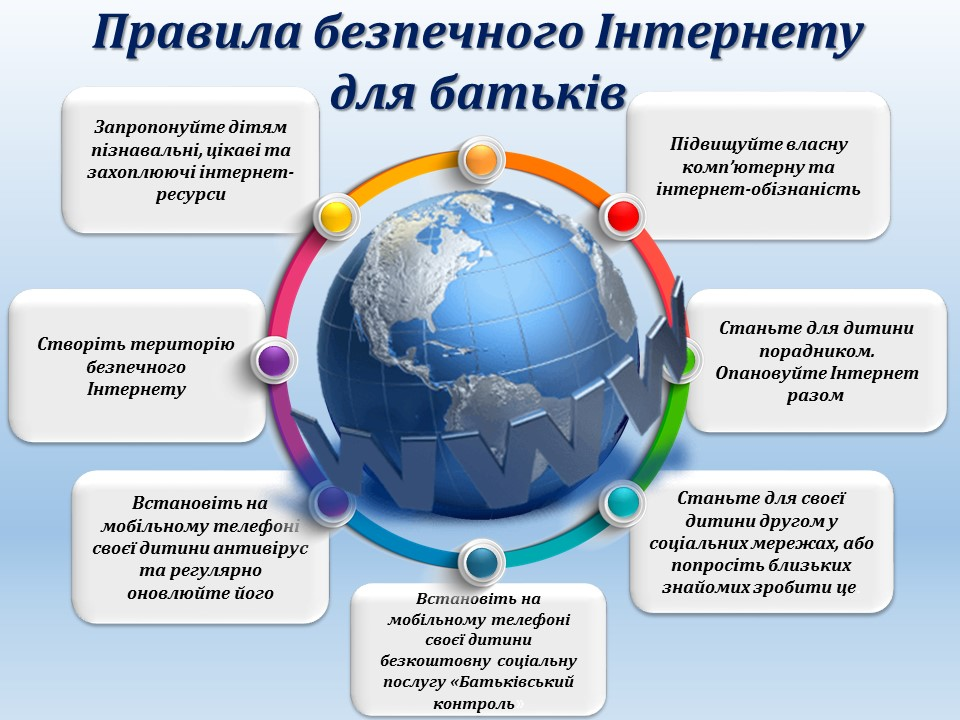 Правила безпечного Інтернету
для батьків
Запропонуйте дітям
пізнавальні, цікаві та
захоплюючі інтернет-
ресурси
Підвищуйте власну
комп’ютерну та
інтернет-обізнаність
Створіть територію
безпечного
Інтернету
Станьте для дитини
порадником.
Опановуйте Інтернет
разом
Встановіть на
мобільному телефоні
своєї дитини антивірус
та регулярно
оновлюйте його
Станьте для своєї
дитини другом у
соціальних мережах, або
попросіть близьких
знайомих зробити це
Встановіть на
мобільному телефоні
своєї дитини
безкоштовну соціальну
послугу «Батьківський
контроль»
www